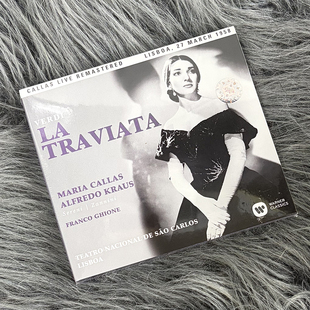 CALLAS LIVE REMASTERED
LISBOA, 27 MARCH 1958
VERDI
LA
TRAVIATA
MARIA CALLAS
ALFREDO KRAUS
FRANCO GHIONE
TEATRO NACIONAL DE SÃO CARLOS
LISBOA
WARNER
CLASSICS